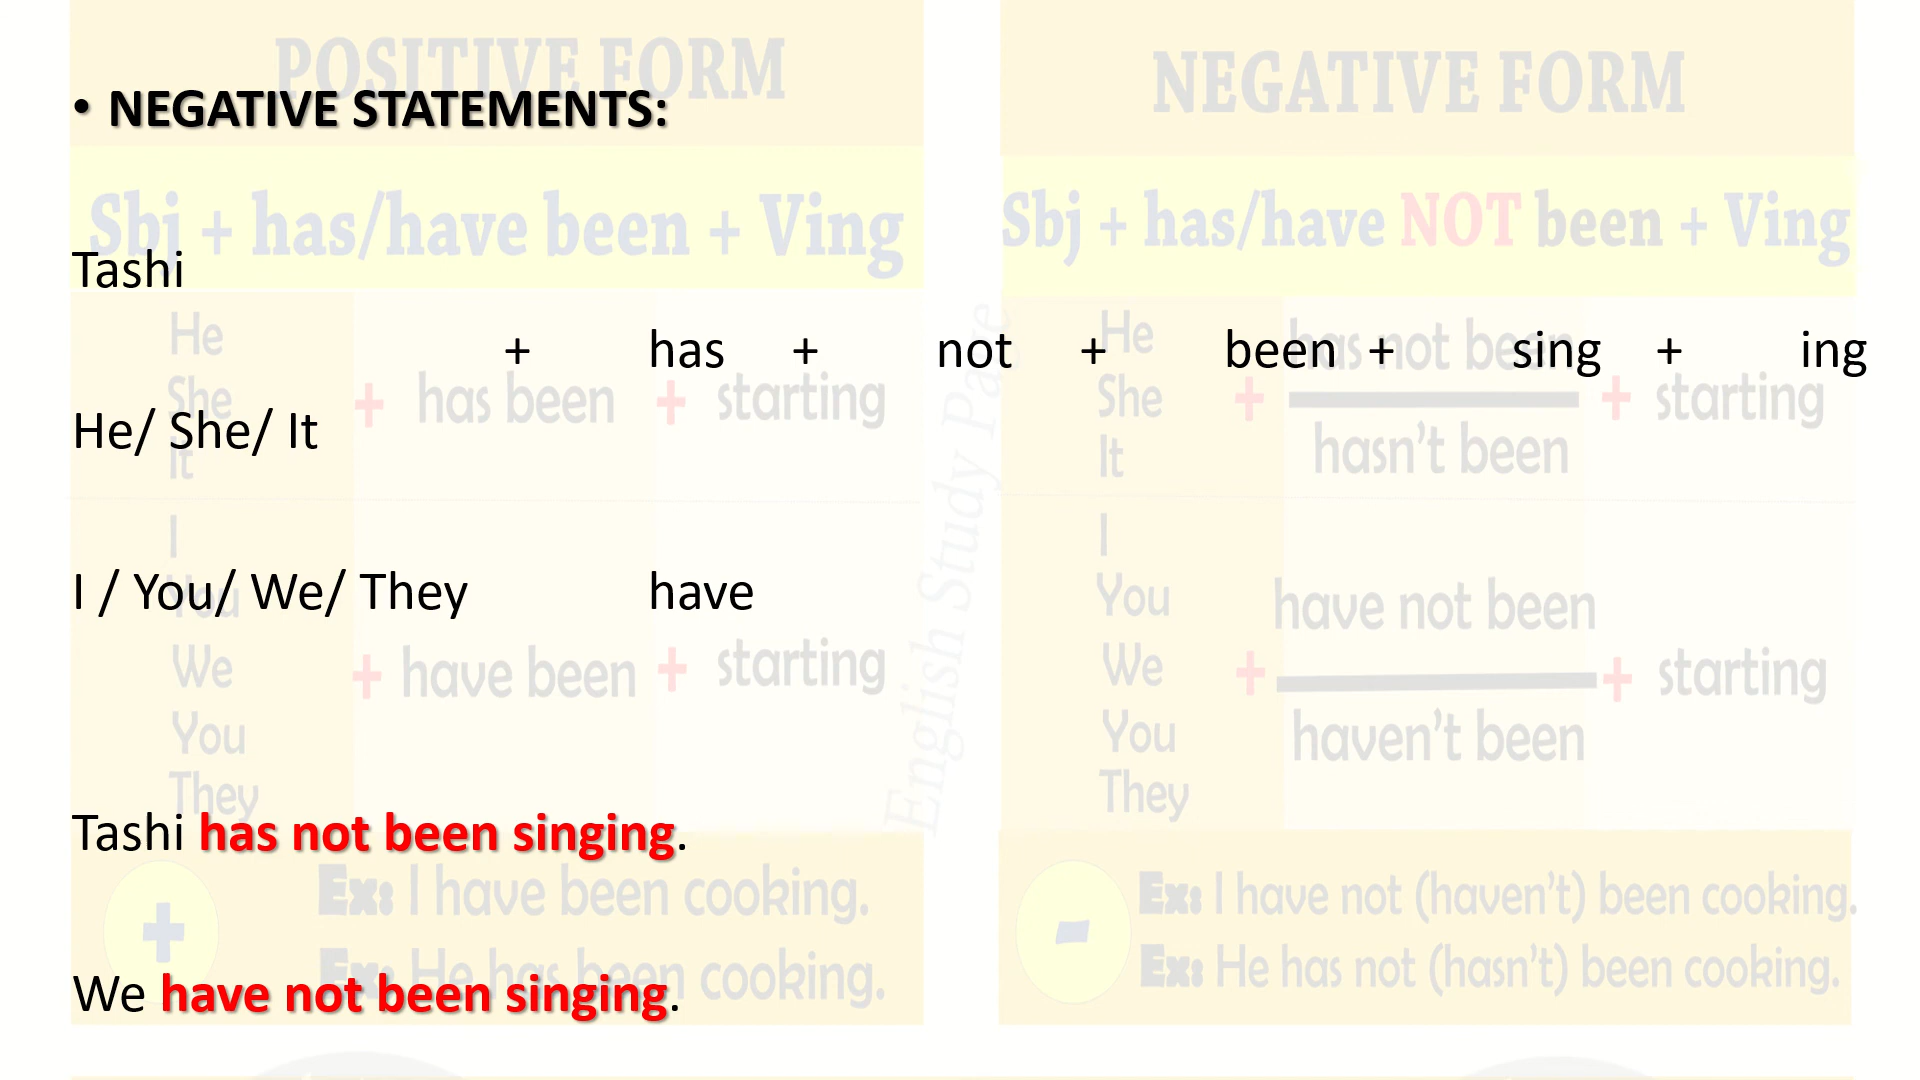 • NEGATIVE STATEMENTS:
Tashi
+ has + not + been + sing + ing
He/ She/ It
I / You/ We/ They have
Tashi has not been singing.
We have not been singing.
POSITIVE FORM
Sbj + has/have been + Ving
He
She
It
+ has been + starting
I
You
We
You
They
+ have been + starting
+
Ex: I have been cooking.
Ex: He has been cooking.
English Study Page
NEGATIVE FORM
Sbj + has/have NOT been + Ving
He
She
It
+ has not been
hasn't been
+ starting
I
You
We
You
They
+ have not been
haven't been
+ starting
-
Ex: I have not (haven't) been cooking.
Ex: He has not (hasn't) been cooking.